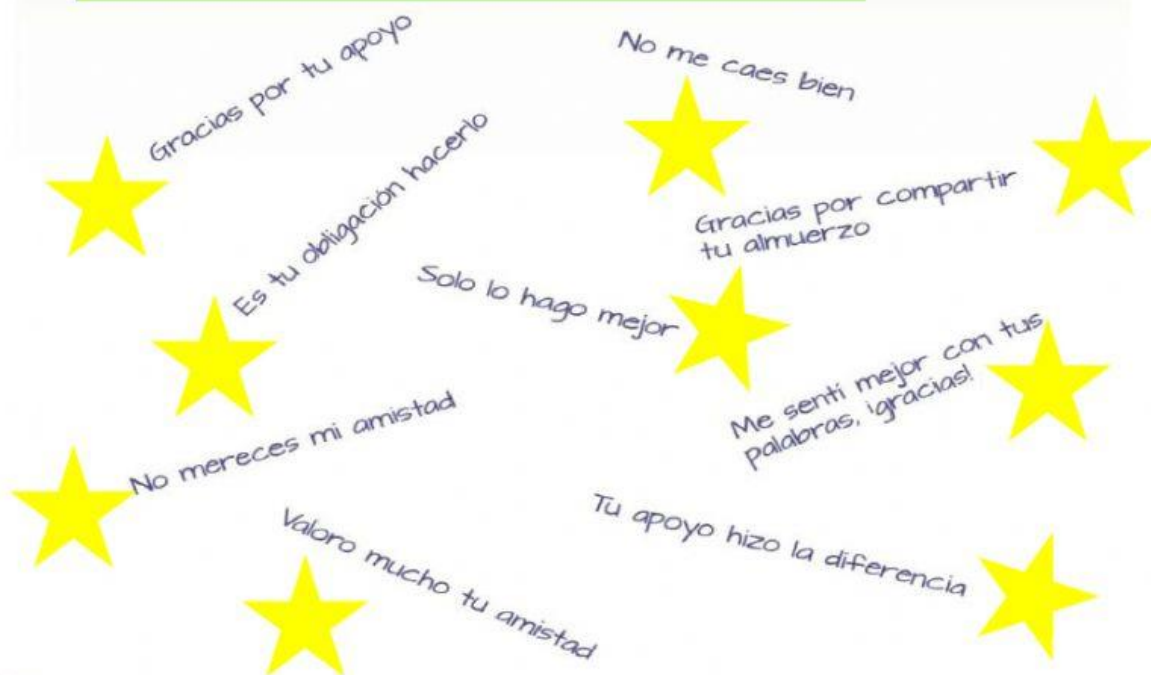 Gracias por tu apoyo
No me caes bien
Es tu obligación hacerlo
Gracias por compartir
tu almuerzo
Solo lo hago mejor
Me sentí mejor con tus
palabras, ¡gracias!
No mereces mi amistad
Valoro mucho tu amistad
Tu apoyo hizo la diferencia